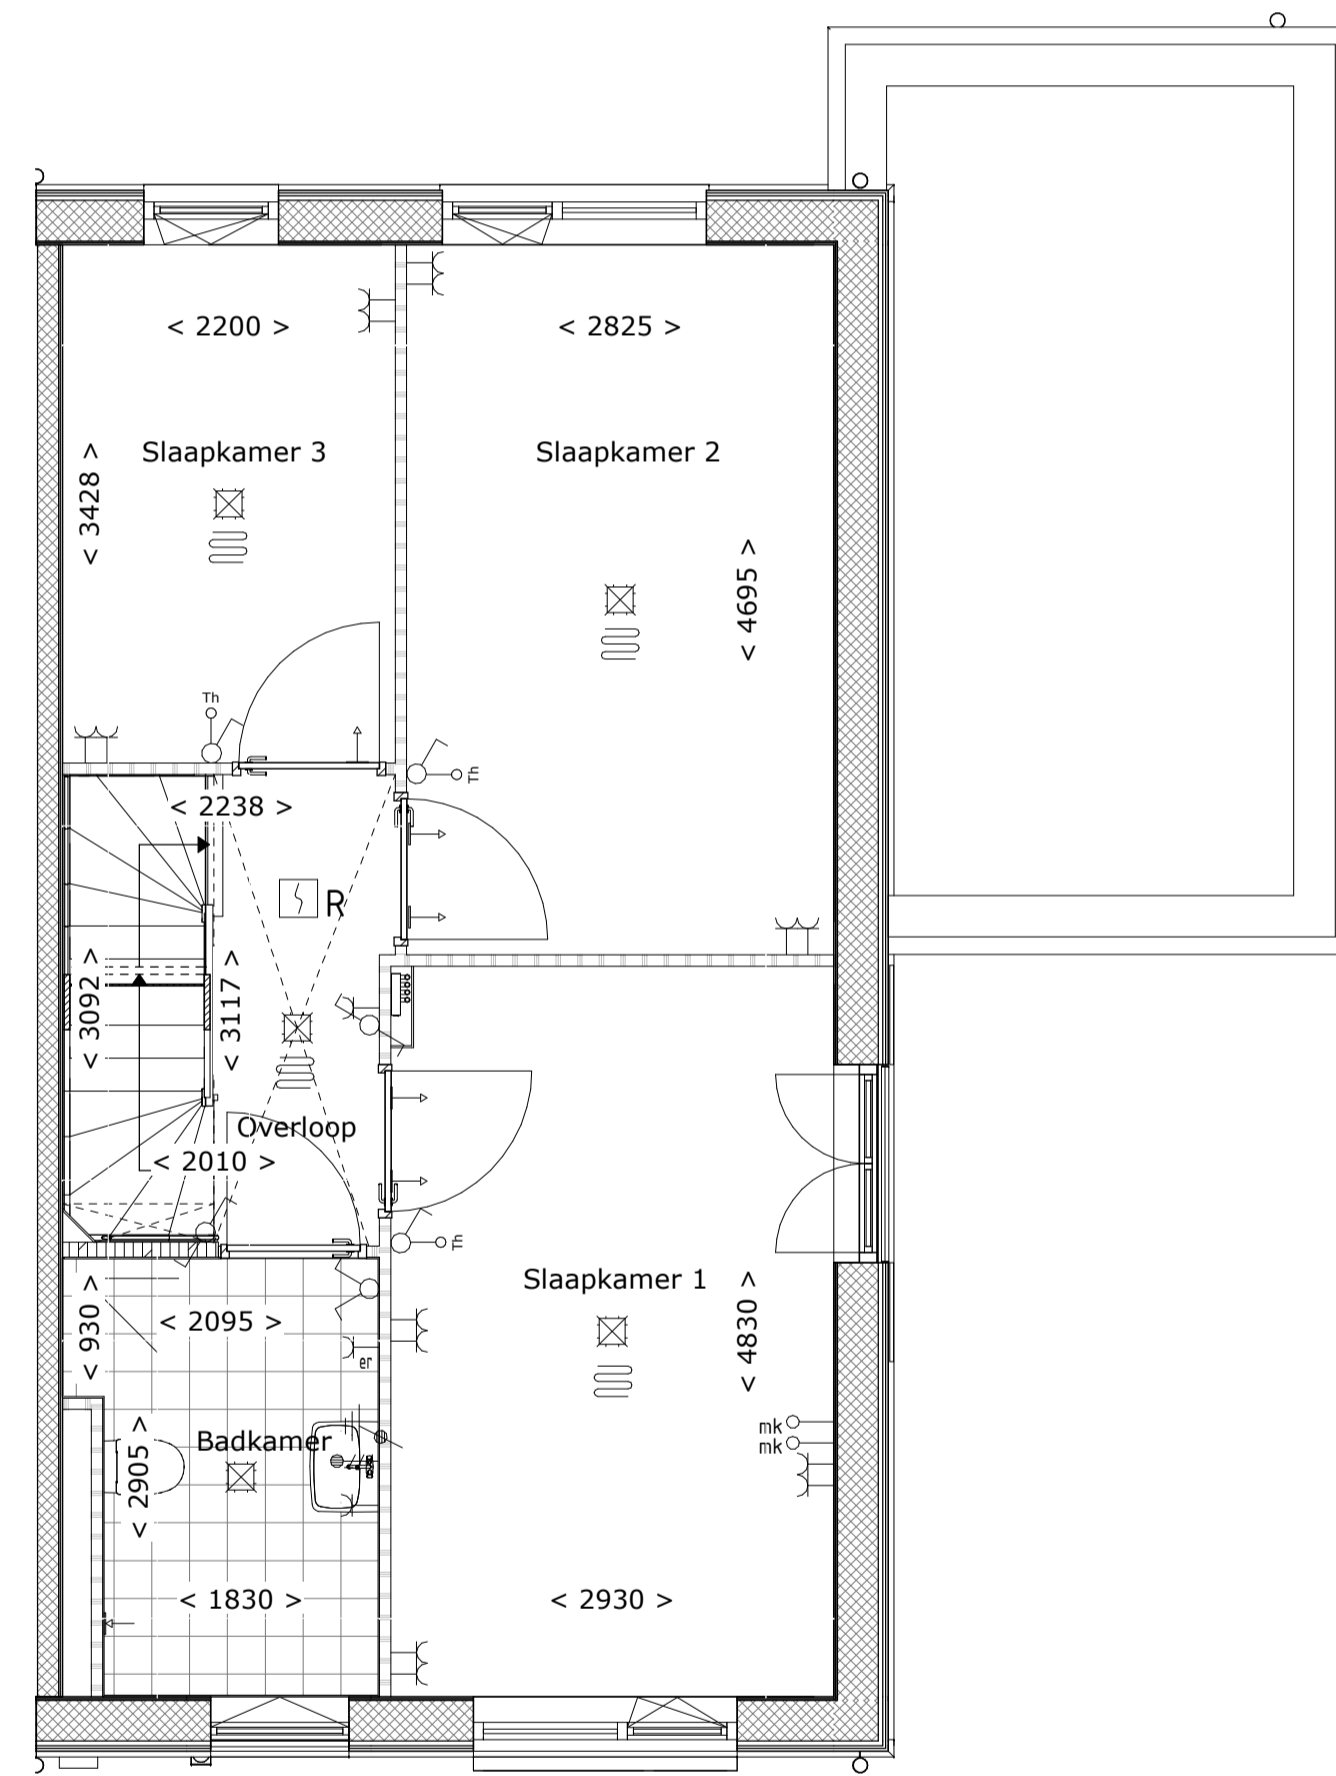 < 2200 >
< 2825 >
Slaapkamer 3
Slaapkamer 2
< 3428 >
< 4695 >
Th
Th
< 2238 >
R
< 3092 >
< 3117 >
Overloop
< 2010 >
Th
Slaapkamer 1
< 930 >
< 2095 >
< 4830 >
er
mk
mk
Badkamer
< 2905 >
< 1830 >
< 2930 >